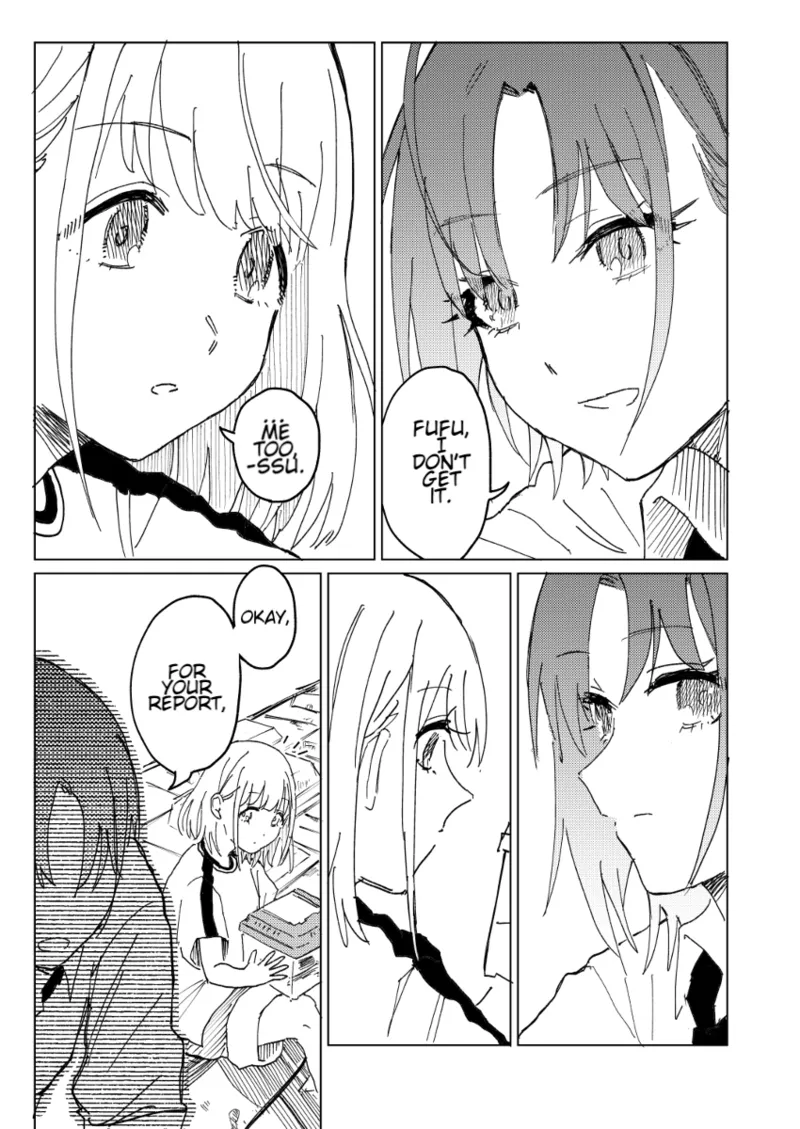 FUFU,
I
DON'T
GET
IT.
...ME
TOO,
-SSU.
OKAY,
FOR
YOUR
REPORT,